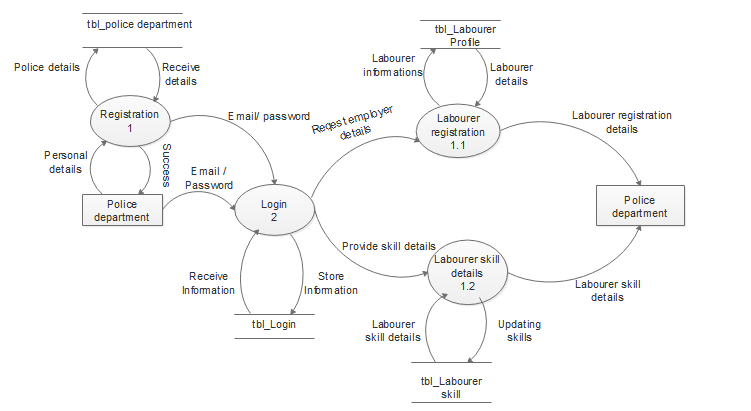 tbl_police department
tbl_Labourer
Profile
Police details
Receive
details
Labourer
informations
Labourer
details
Registration
1
Email/ password
Reqest employer
details
Labourer
registration
1.1
Labourer registration
details
Personal
details
Success
Email /
Password
Police
department
Login
2
Police
department
Provide skill details
Labourer skill
details
1.2
Receive
Information
Store
Information
Labourer skill
details
tbl_Login
Labourer
skill details
Updating
skills
tbl_Labourer
skill